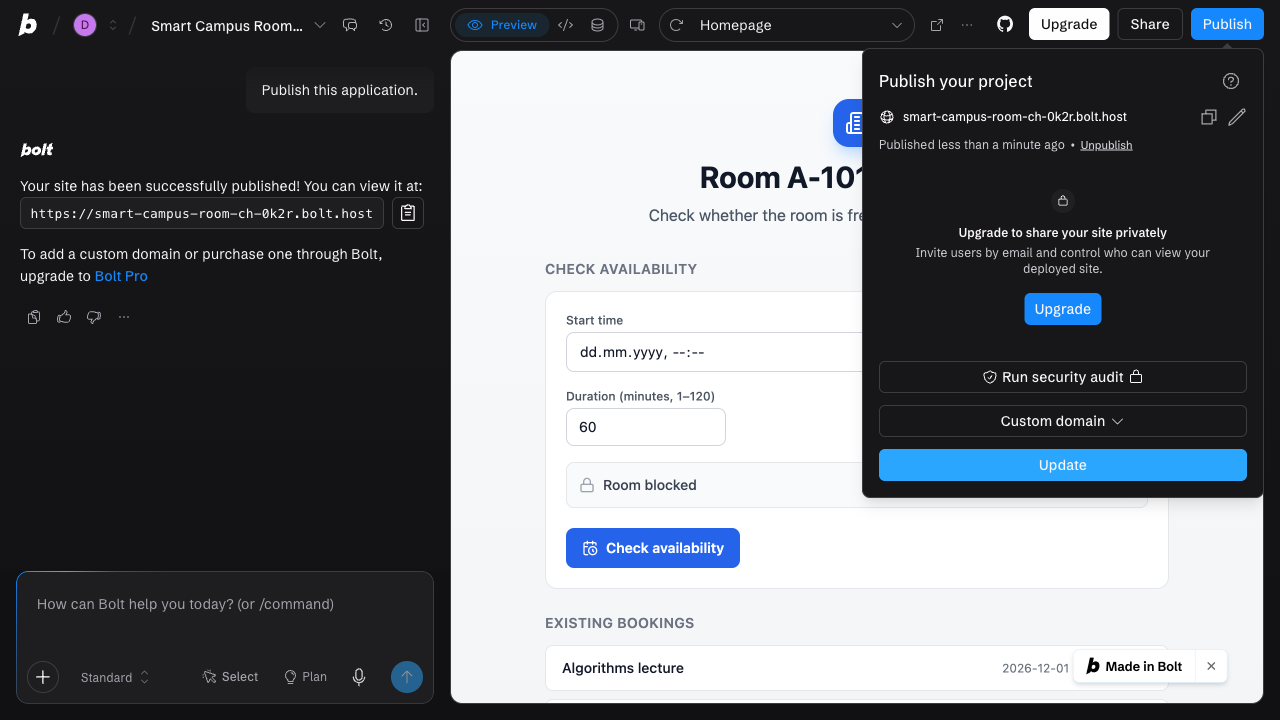 b
D
Smart Campus Room...
Preview
Homepage
Upgrade
Share
Publish
Publish this application.
bolt
Your site has been successfully published! You can view it at:
https://smart-campus-room-ch-0k2r.bolt.host
To add a custom domain or purchase one through Bolt,
upgrade to Bolt Pro
How can Bolt help you today? (or /command)
Standard
Select
Plan
Room A-101
Check whether the room is fre
CHECK AVAILABILITY
Start time
dd.mm.yyyy, --:--
Duration (minutes, 1–120)
60
Room blocked
Check availability
EXISTING BOOKINGS
Algorithms lecture
2026-12-01
b Made in Bolt
Publish your project
smart-campus-room-ch-0k2r.bolt.host
Published less than a minute ago • Unpublish
Upgrade to share your site privately
Invite users by email and control who can view your
deployed site.
Upgrade
Run security audit
Custom domain
Update